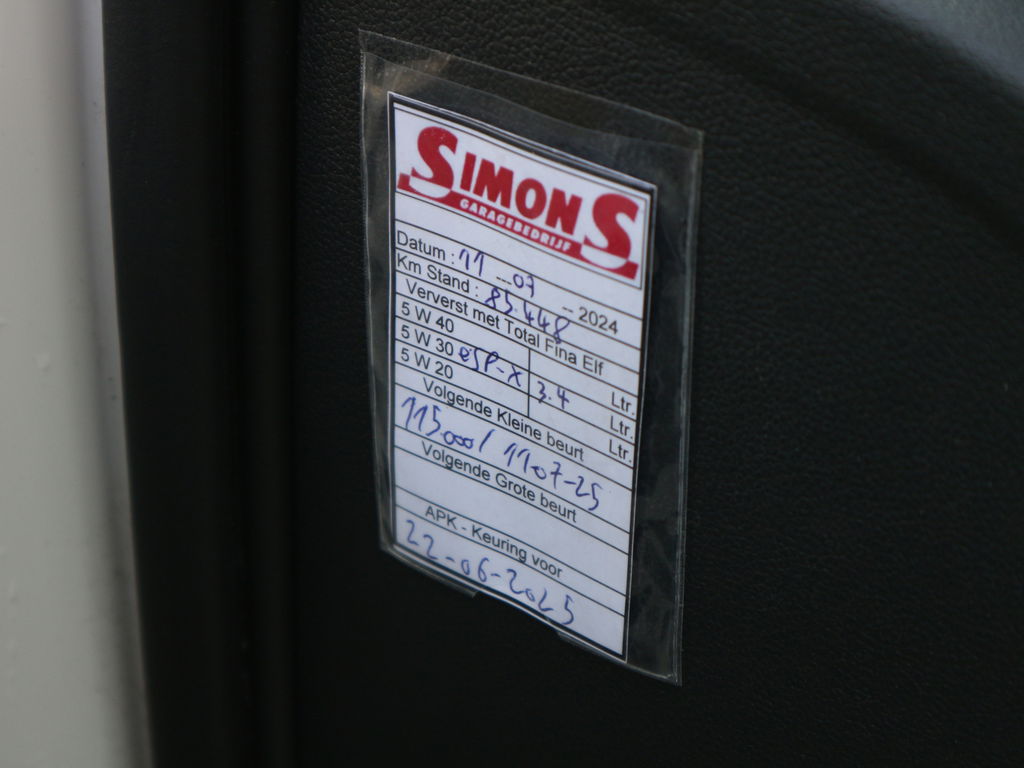 SIMONS
GARAGEBEDRIJF
Datum : 11 -- 07 -- 2024
Km Stand : 85.448
Ververst met Total Fina Elf
5 W 40 Ltr.
5 W 30 eSP-X 3.4 Ltr.
5 W 20 Ltr.
Volgende Kleine beurt
115000/ 1107-25
Volgende Grote beurt
APK - Keuring voor
22-06-2025